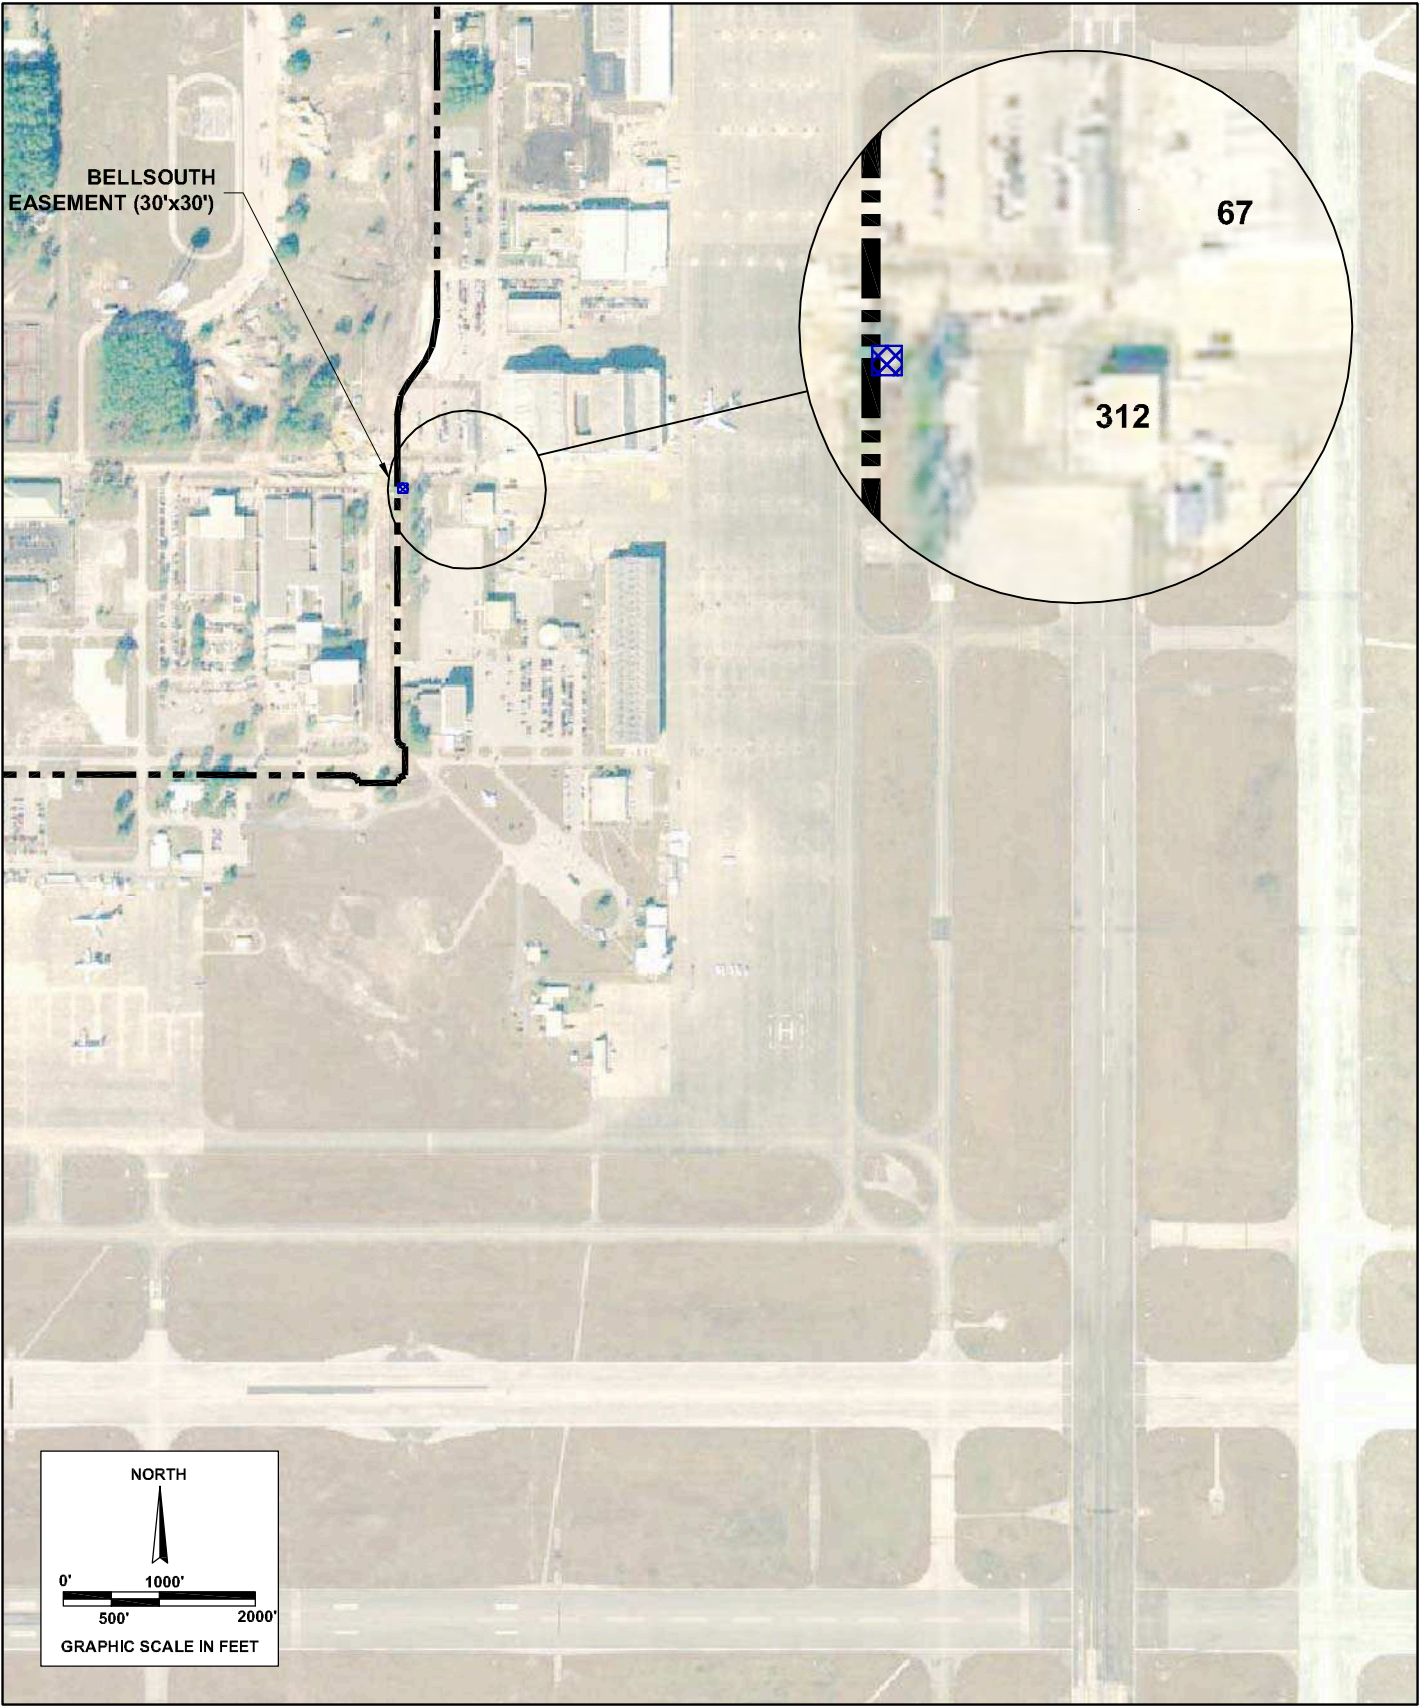 BELLSOUTH
EASEMENT (30'x30')
67
312
H
NORTH
0' 1000'
500' 2000'
GRAPHIC SCALE IN FEET